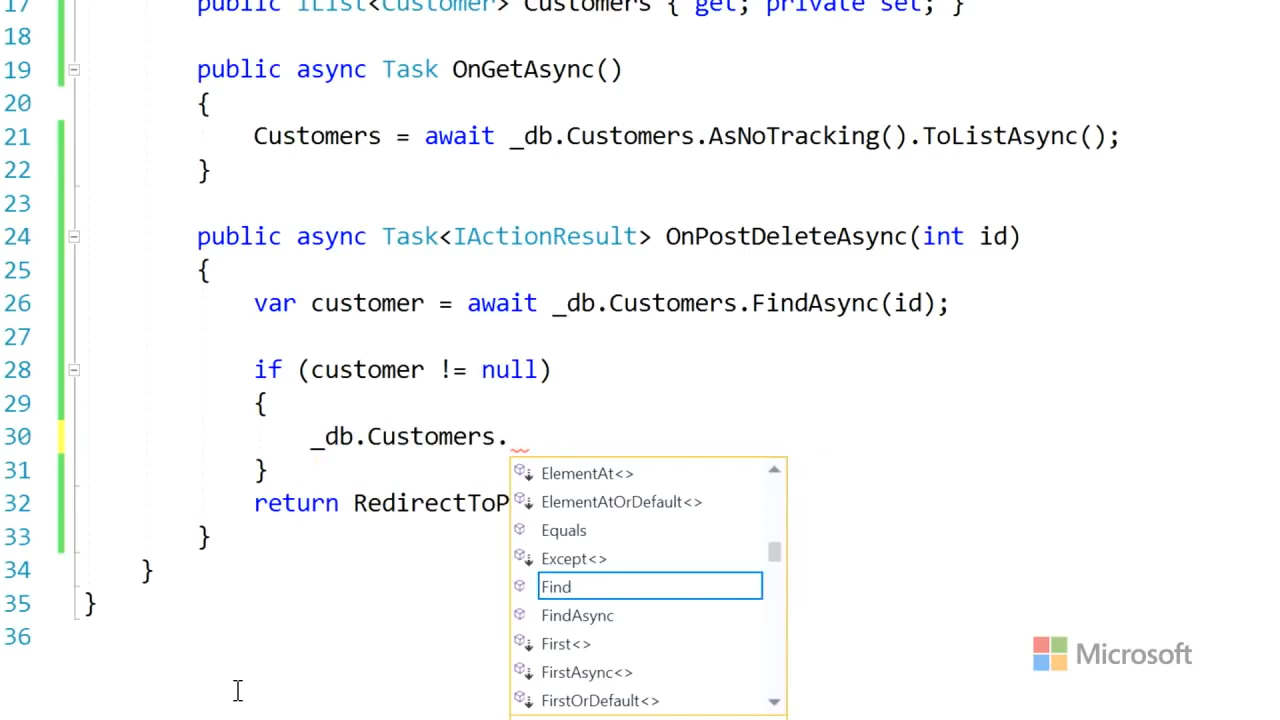 17 public IList<Customer> Customers { get; private set; }
18
19 public async Task OnGetAsync()
20 {
21 Customers = await _db.Customers.AsNoTracking().ToListAsync();
22 }
23
24 public async Task<IActionResult> OnPostDeleteAsync(int id)
25 {
26 var customer = await _db.Customers.FindAsync(id);
27
28 if (customer != null)
29 {
30 _db.Customers.
31 }
32 return RedirectToP
33 }
34 }
35 }
36
ElementAt<>
ElementAtOrDefault<>
Equals
Except<>
Find
FindAsync
First<>
FirstAsync<>
FirstOrDefault<>
Microsoft